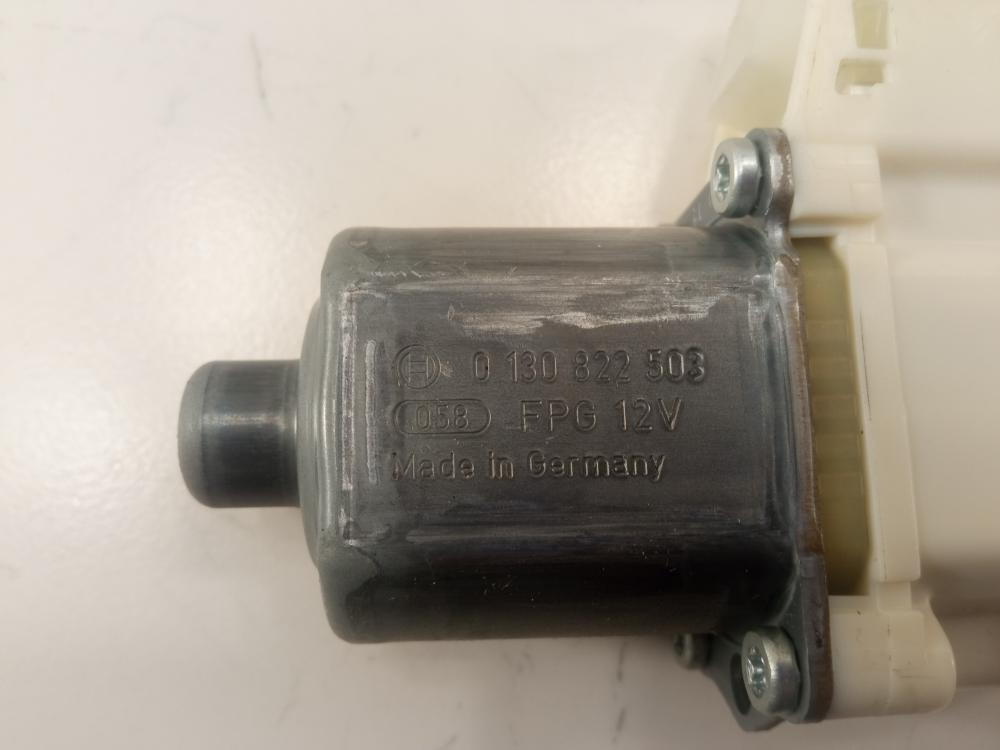 0 130 822 503
058 FPG 12V
Made in Germany